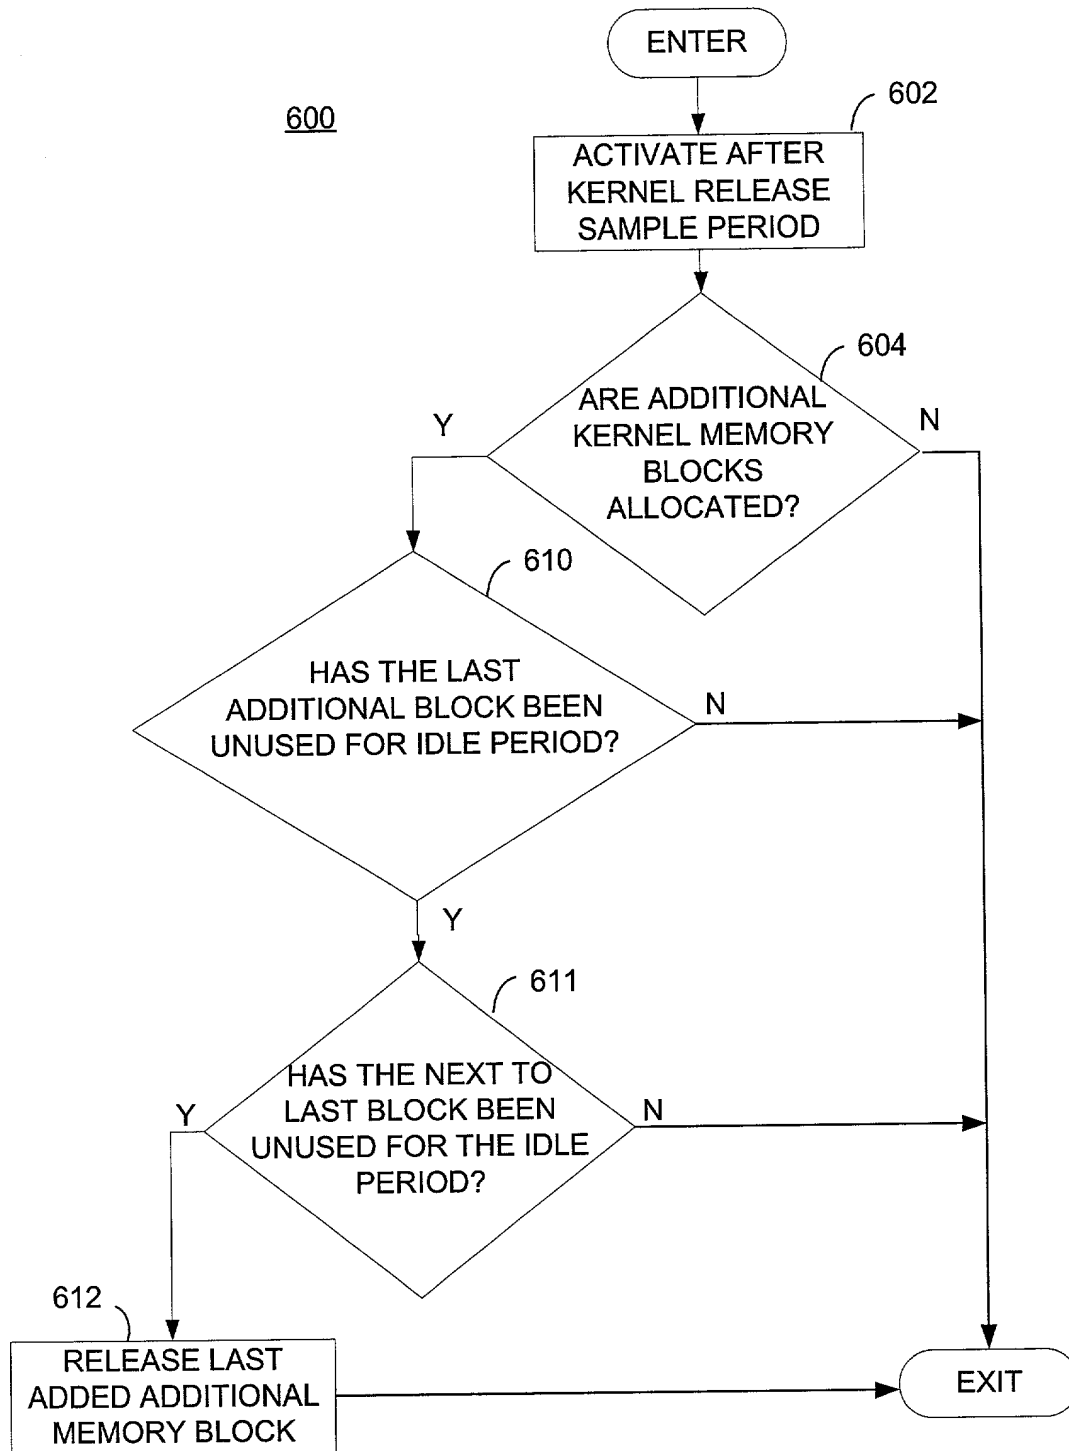 ENTER
600
602
ACTIVATE AFTER
KERNEL RELEASE
SAMPLE PERIOD
604
ARE ADDITIONAL
KERNEL MEMORY
BLOCKS
ALLOCATED?
Y
N
610
HAS THE LAST
ADDITIONAL BLOCK BEEN
UNUSED FOR IDLE PERIOD?
N
Y
611
HAS THE NEXT TO
LAST BLOCK BEEN
UNUSED FOR THE IDLE
PERIOD?
Y
N
612
RELEASE LAST
ADDED ADDITIONAL
MEMORY BLOCK
EXIT